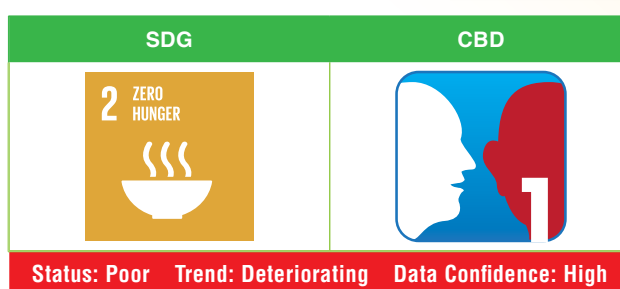 SDG CBD
2 ZERO
HUNGER
1
Status: Poor Trend: Deteriorating Data Confidence: High